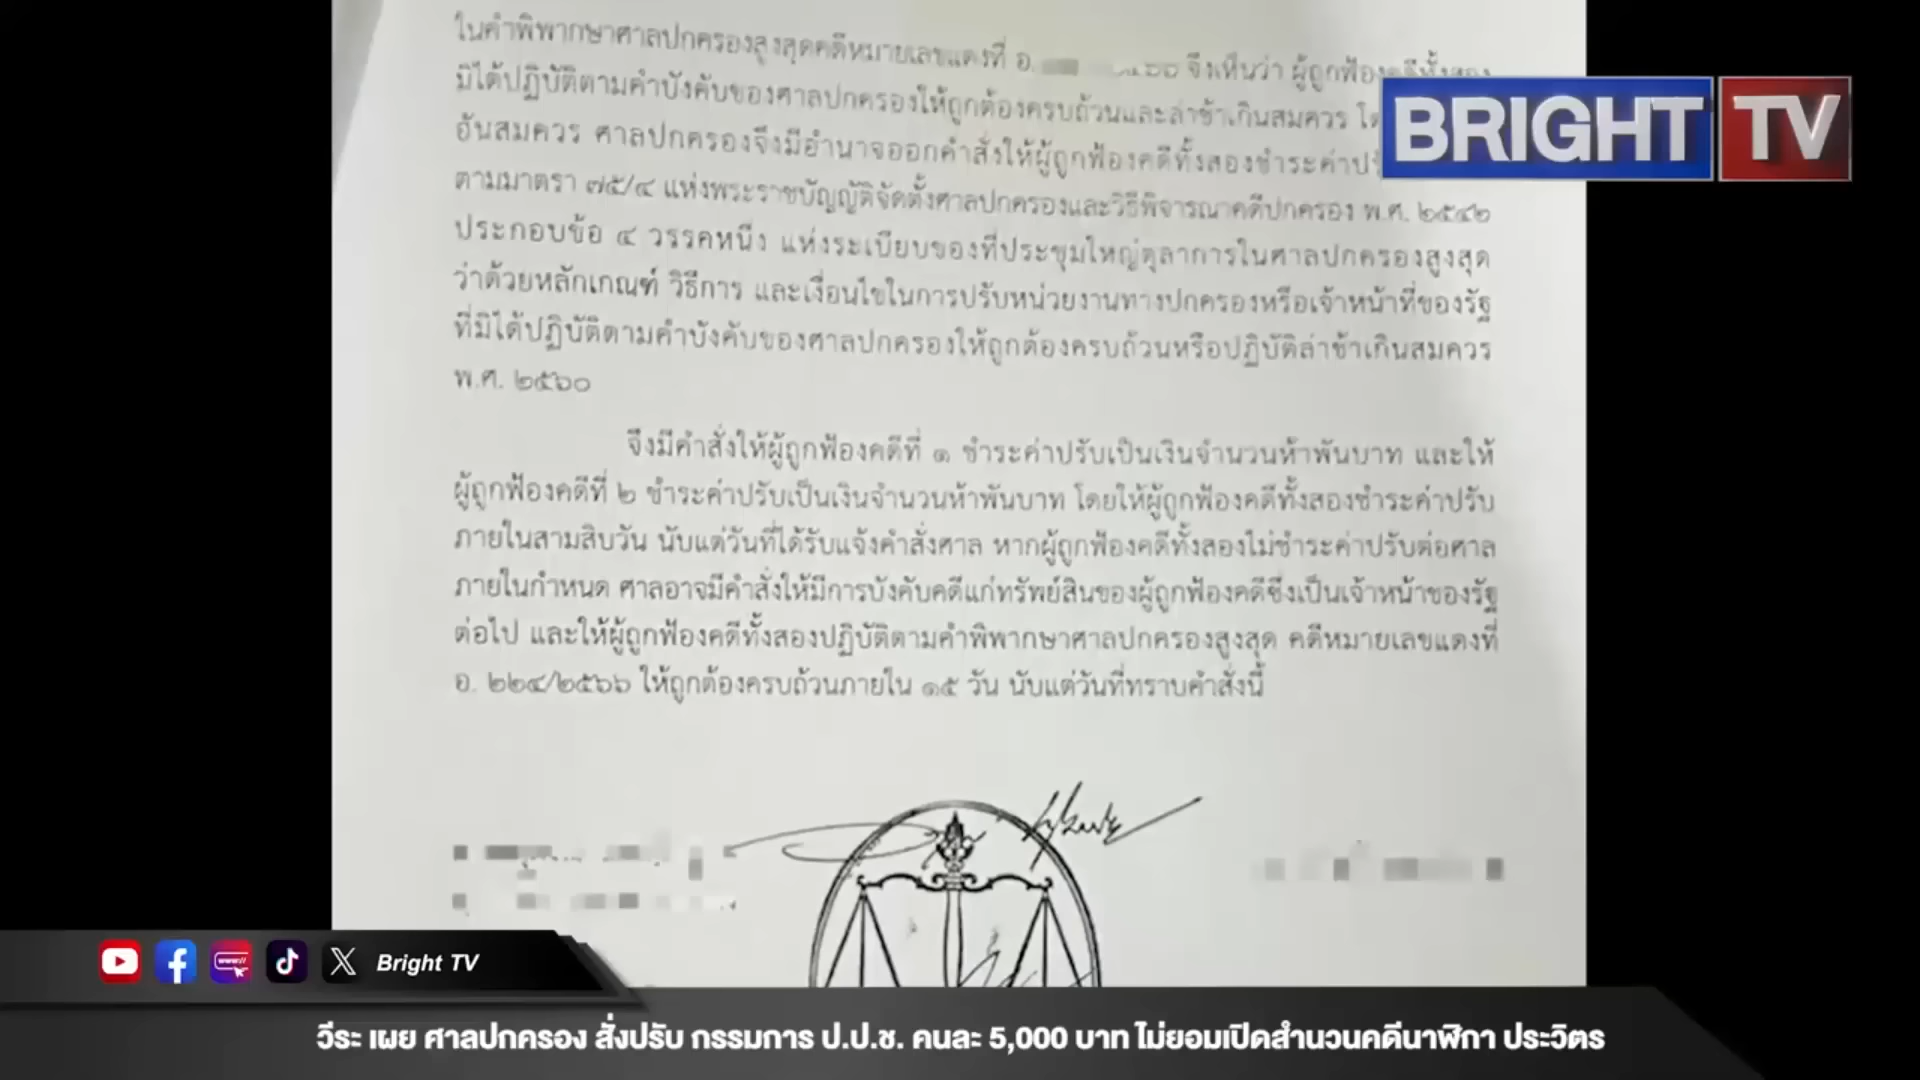 ในคำพิพากษาศาลปกครองสูงสุดคดีหมายเลขแดงที่ อ. จึงเห็นว่า ผู้ถูกฟ้องคดีทั้งสอง
มิได้ปฏิบัติตามคำบังคับของศาลปกครองให้ถูกต้องครบถ้วนและล่าช้าเกินสมควร
อันสมควร ศาลปกครองจึงมีอำนาจออกคำสั่งให้ผู้ถูกฟ้องคดีทั้งสองชำระค่าปรับ
ตามมาตรา ๗๕/๔ แห่งพระราชบัญญัติจัดตั้งศาลปกครองและวิธีพิจารณาคดีปกครอง พ.ศ. ๒๕๔๒
ประกอบข้อ ๔ วรรคหนึ่ง แห่งระเบียบของที่ประชุมใหญ่ตุลาการในศาลปกครองสูงสุด
ว่าด้วยหลักเกณฑ์ วิธีการ และเงื่อนไขในการปรับหน่วยงานทางปกครองหรือเจ้าหน้าที่ของรัฐ
ที่มิได้ปฏิบัติตามคำบังคับของศาลปกครองให้ถูกต้องครบถ้วนหรือปฏิบัติล่าช้าเกินสมควร
พ.ศ. ๒๕๖๐
จึงมีคำสั่งให้ผู้ถูกฟ้องคดีที่ ๑ ชำระค่าปรับเป็นเงินจำนวนห้าพันบาท และให้
ผู้ถูกฟ้องคดีที่ ๒ ชำระค่าปรับเป็นเงินจำนวนห้าพันบาท โดยให้ผู้ถูกฟ้องคดีทั้งสองชำระค่าปรับ
ภายในสามสิบวัน นับแต่วันที่ได้รับแจ้งคำสั่งศาล หากผู้ถูกฟ้องคดีทั้งสองไม่ชำระค่าปรับต่อศาล
ภายในกำหนด ศาลอาจมีคำสั่งให้มีการบังคับคดีแก่ทรัพย์สินของผู้ถูกฟ้องคดีซึ่งเป็นเจ้าหน้าของรัฐ
ต่อไป และให้ผู้ถูกฟ้องคดีทั้งสองปฏิบัติตามคำพิพากษาศาลปกครองสูงสุด คดีหมายเลขแดงที่
อ. ๒๒๔/๒๕๖๖ ให้ถูกต้องครบถ้วนภายใน ๑๕ วัน นับแต่วันที่ทราบคำสั่งนี้
BRIGHT TV
Bright TV
วีระ เผย ศาลปกครอง สั่งปรับ กรรมการ ป.ป.ช. คนละ 5,000 บาท ไม่ยอมเปิดสำนวนคดีนาฬิกา ประวิตร